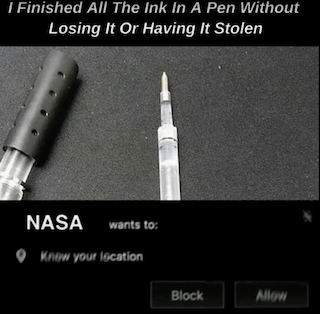 I Finished All The Ink In A Pen Without
Losing It Or Having It Stolen
NASA wants to:
Know your location
Block Allow